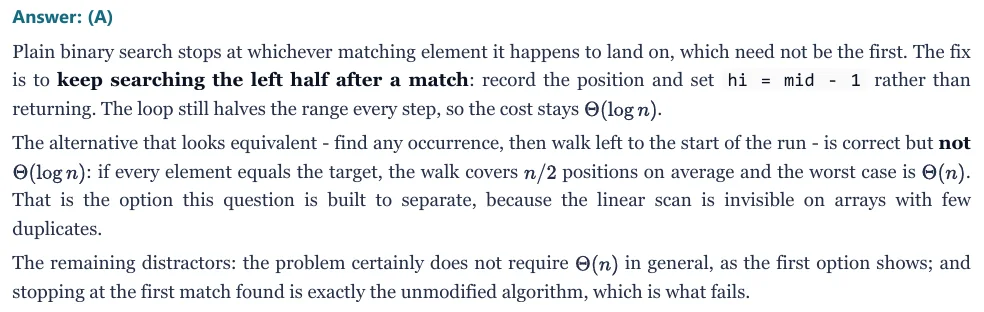 Answer: (A)
Plain binary search stops at whichever matching element it happens to land on, which need not be the first. The fix
is to keep searching the left half after a match: record the position and set hi = mid - 1 rather than
returning. The loop still halves the range every step, so the cost stays Θ(log n).
The alternative that looks equivalent - find any occurrence, then walk left to the start of the run - is correct but not
Θ(log n): if every element equals the target, the walk covers n/2 positions on average and the worst case is Θ(n).
That is the option this question is built to separate, because the linear scan is invisible on arrays with few
duplicates.
The remaining distractors: the problem certainly does not require Θ(n) in general, as the first option shows; and
stopping at the first match found is exactly the unmodified algorithm, which is what fails.